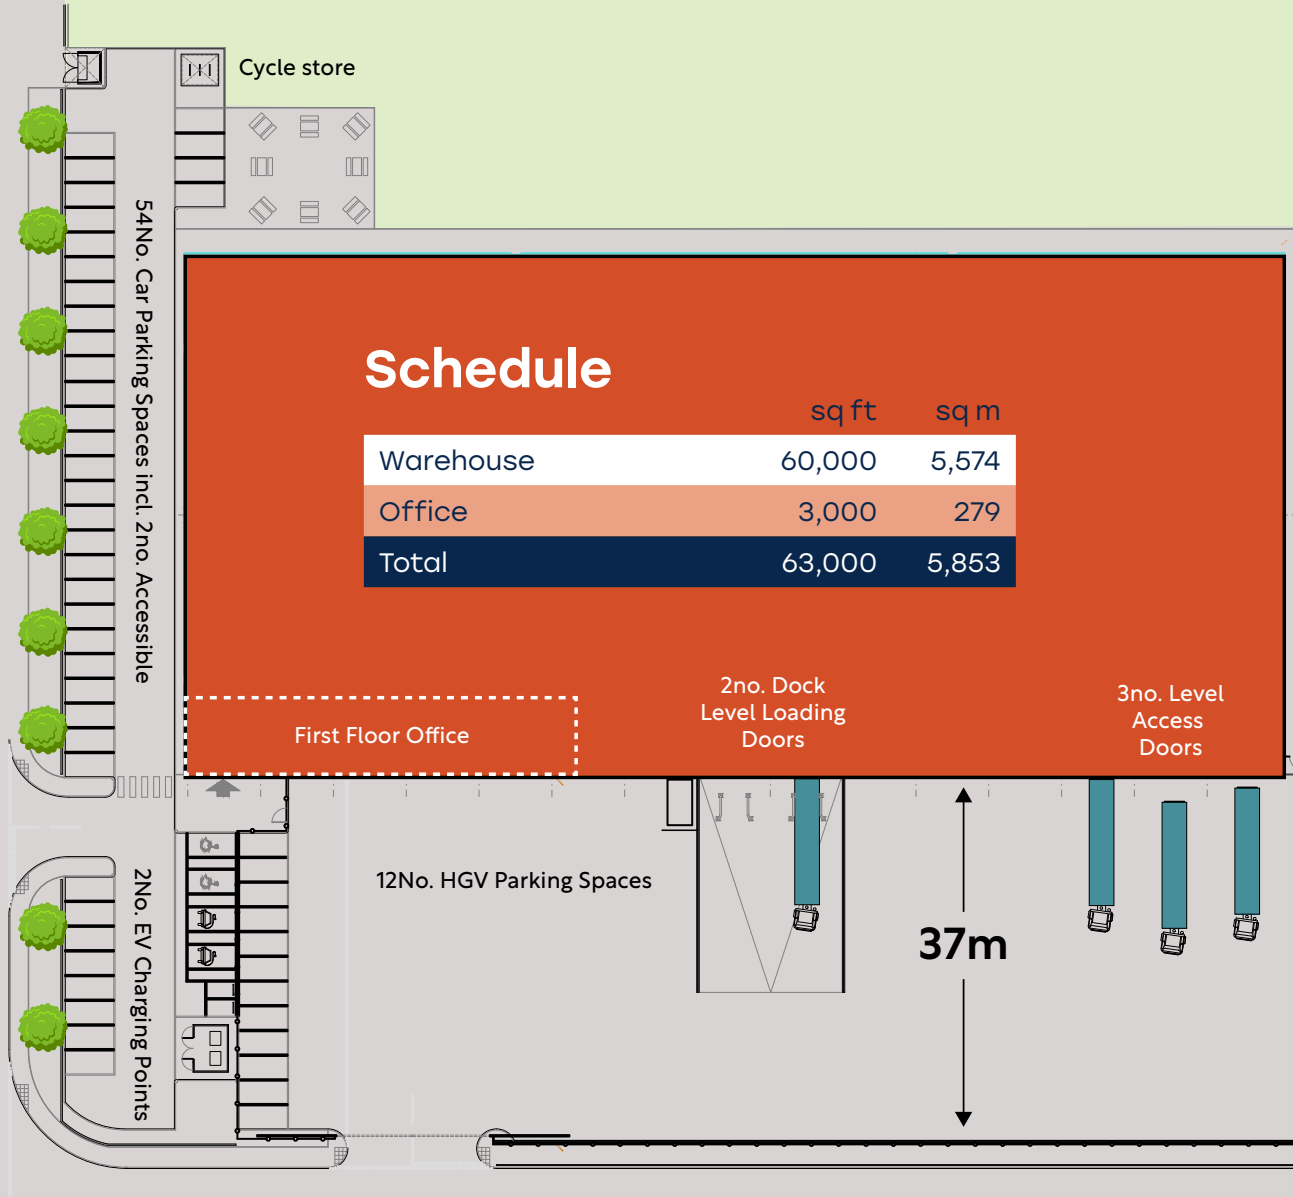 Cycle store
54No. Car Parking Spaces incl. 2no. Accessible
Schedule
sq ft sq m
Warehouse 60,000 5,574
Office 3,000 279
Total 63,000 5,853
First Floor Office
2no. Dock
Level Loading
Doors
3no. Level
Access
Doors
2No. EV Charging Points
12No. HGV Parking Spaces
37m